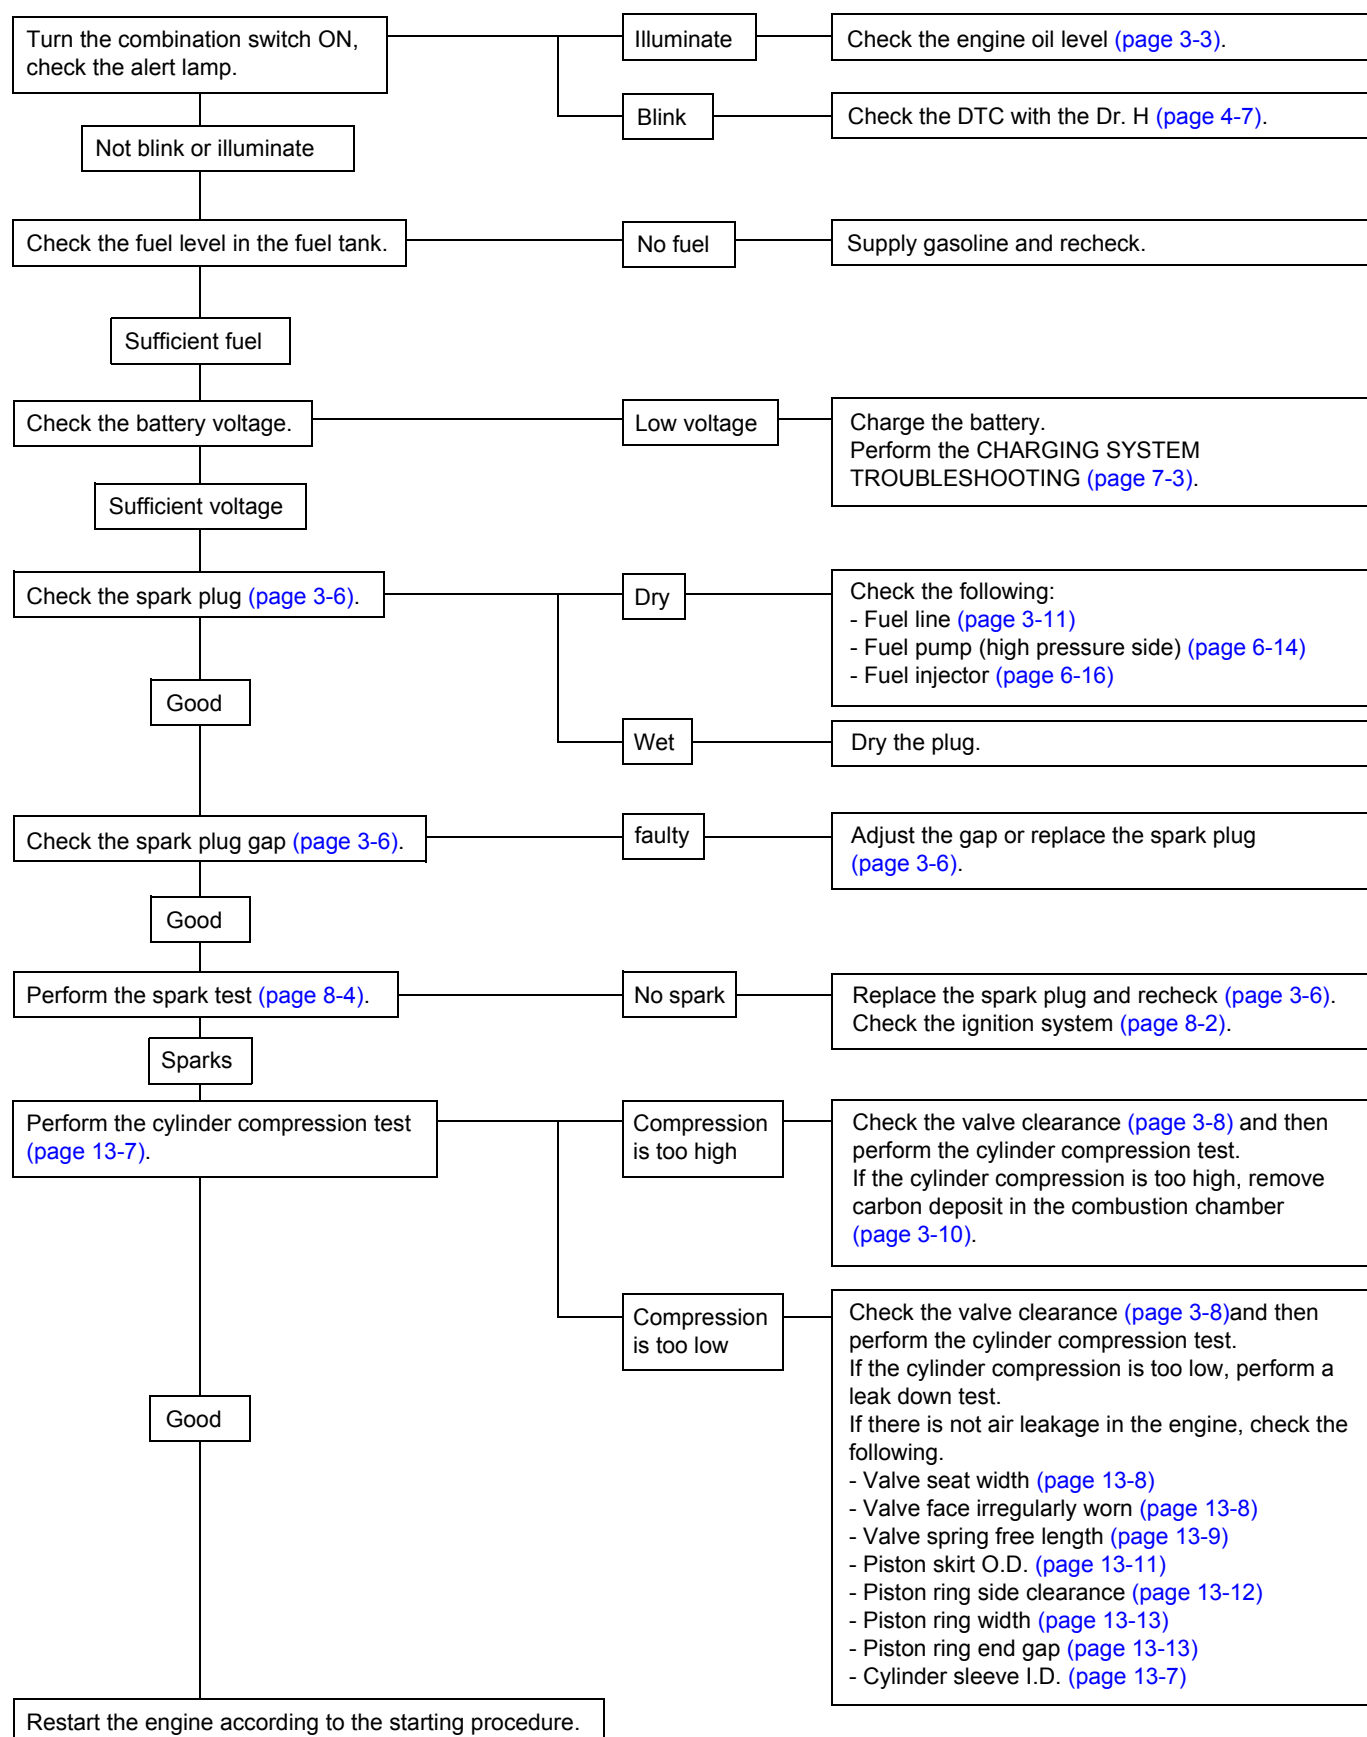 Turn the combination switch ON,
check the alert lamp.
Illuminate
Check the engine oil level (page 3-3).
Blink
Check the DTC with the Dr. H (page 4-7).
Not blink or illuminate
Check the fuel level in the fuel tank.
No fuel
Supply gasoline and recheck.
Sufficient fuel
Check the battery voltage.
Low voltage
Charge the battery.
Perform the CHARGING SYSTEM
TROUBLESHOOTING (page 7-3).
Sufficient voltage
Check the spark plug (page 3-6).
Dry
Check the following:
- Fuel line (page 3-11)
- Fuel pump (high pressure side) (page 6-14)
- Fuel injector (page 6-16)
Good
Wet
Dry the plug.
Check the spark plug gap (page 3-6).
faulty
Adjust the gap or replace the spark plug
(page 3-6).
Good
Perform the spark test (page 8-4).
No spark
Replace the spark plug and recheck (page 3-6).
Check the ignition system (page 8-2).
Sparks
Perform the cylinder compression test
(page 13-7).
Compression
is too high
Check the valve clearance (page 3-8) and then
perform the cylinder compression test.
If the cylinder compression is too high, remove
carbon deposit in the combustion chamber
(page 3-10).
Compression
is too low
Check the valve clearance (page 3-8)and then
perform the cylinder compression test.
If the cylinder compression is too low, perform a
leak down test.
If there is not air leakage in the engine, check the
following.
- Valve seat width (page 13-8)
- Valve face irregularly worn (page 13-8)
- Valve spring free length (page 13-9)
- Piston skirt O.D. (page 13-11)
- Piston ring side clearance (page 13-12)
- Piston ring width (page 13-13)
- Piston ring end gap (page 13-13)
- Cylinder sleeve I.D. (page 13-7)
Good
Restart the engine according to the starting procedure.